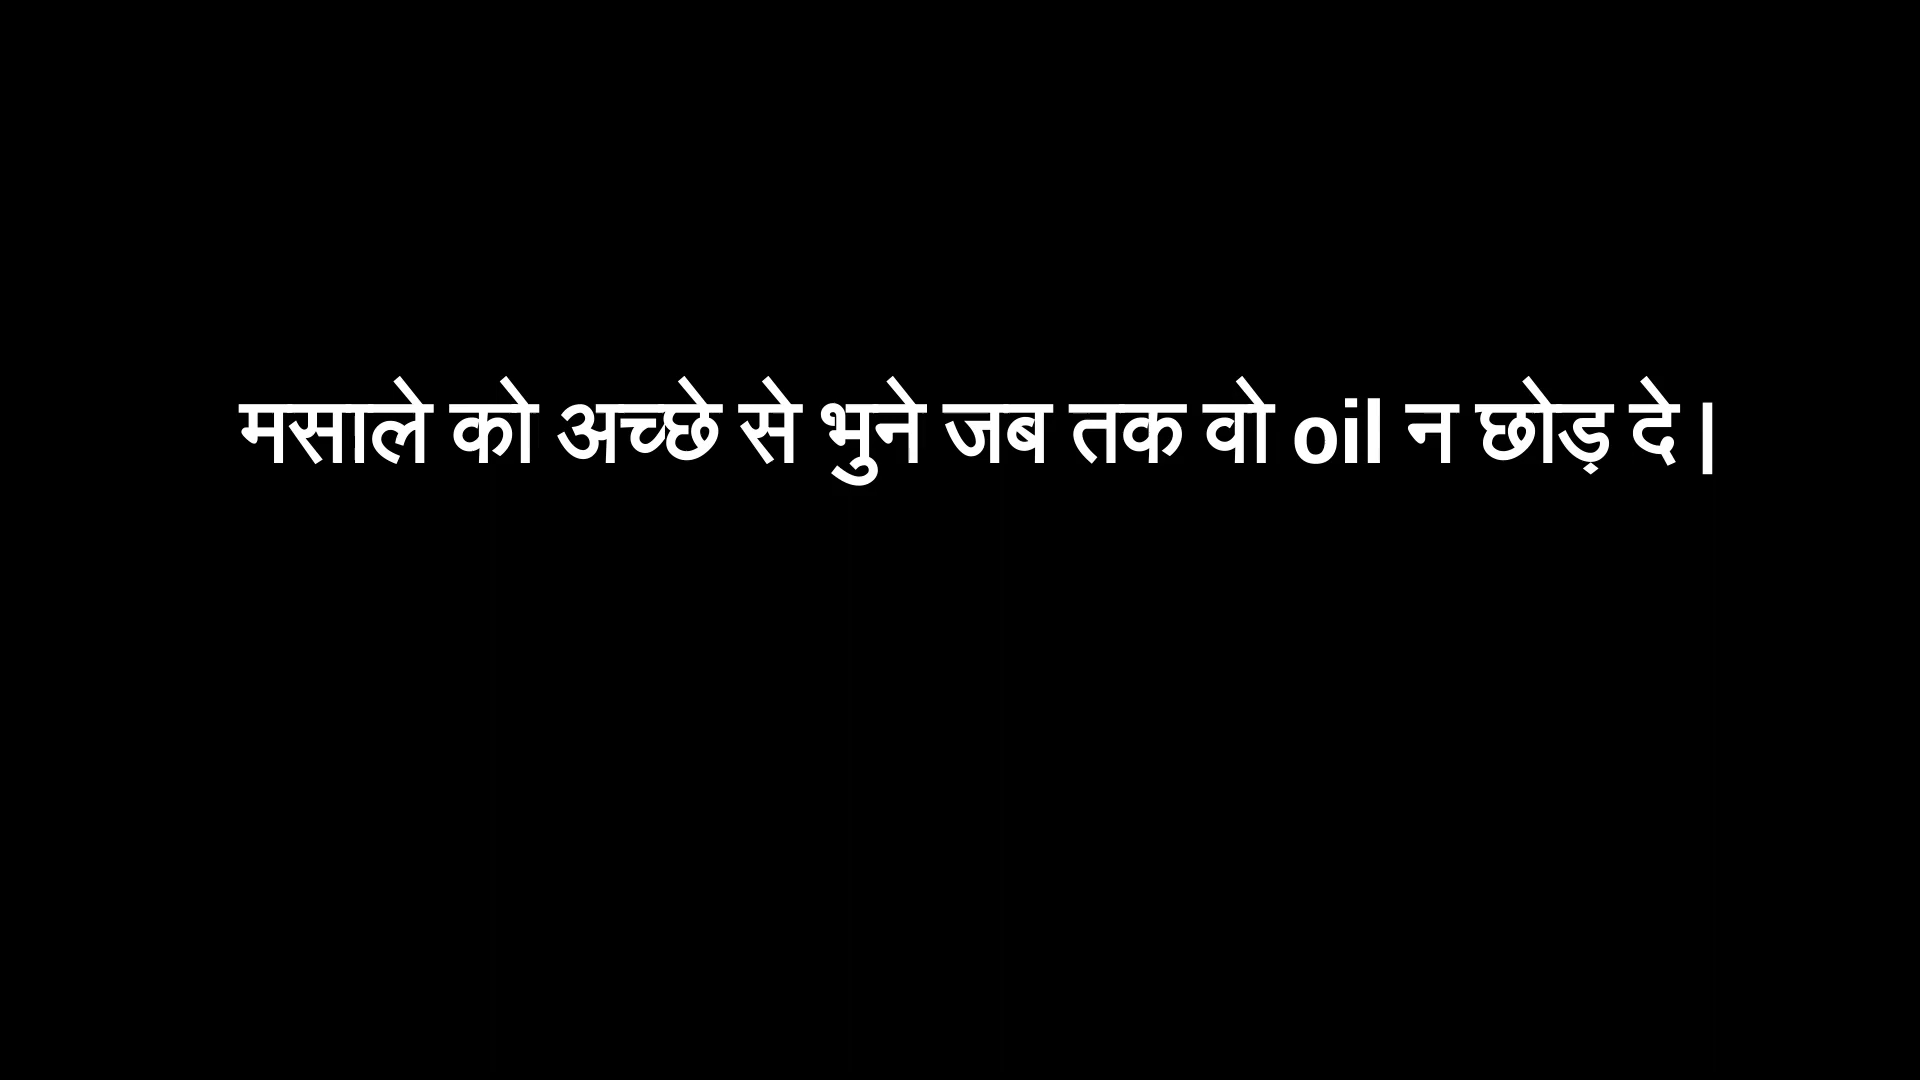 मसाले को अच्छे से भुने जब तक वो oil न छोड़ दे |